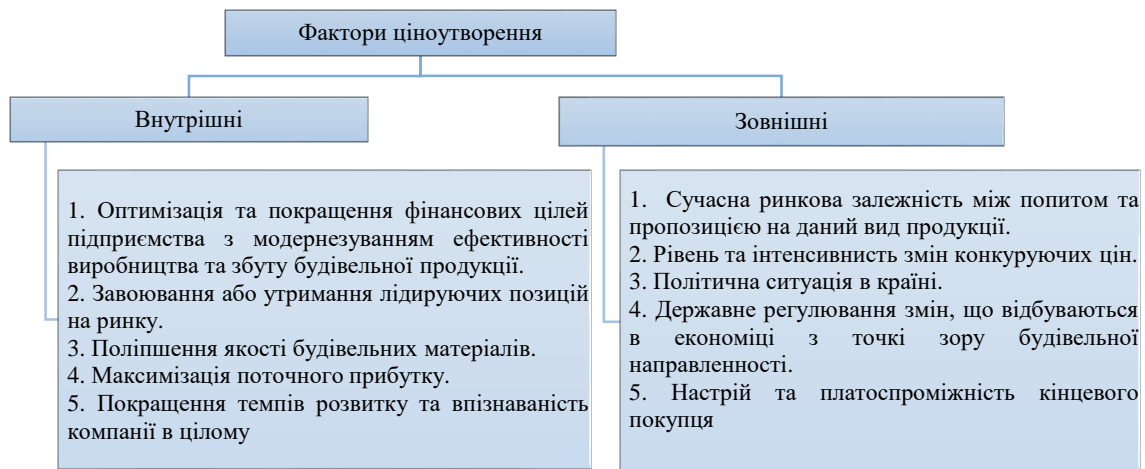 Фактори ціноутворення
Внутрішні
Зовнішні
1. Оптимізація та покращення фінансових цілей
підприємства з модернезуванням ефективності
виробництва та збуту будівельної продукції.
2. Завоювання або утримання лідируючих позицій
на ринку.
3. Поліпшення якості будівельних матеріалів.
4. Максимізація поточного прибутку.
5. Покращення темпів розвитку та впізнаваність
компанії в цілому
1. Сучасна ринкова залежність між попитом та
пропозицією на даний вид продукції.
2. Рівень та інтенсивнисть змін конкуруючих цін.
3. Політична ситуація в країні.
4. Державне регулювання змін, що відбуваються
в економіці з точкі зору будівельної
направленності.
5. Настрій та платоспроміжність кінцевого
покупця